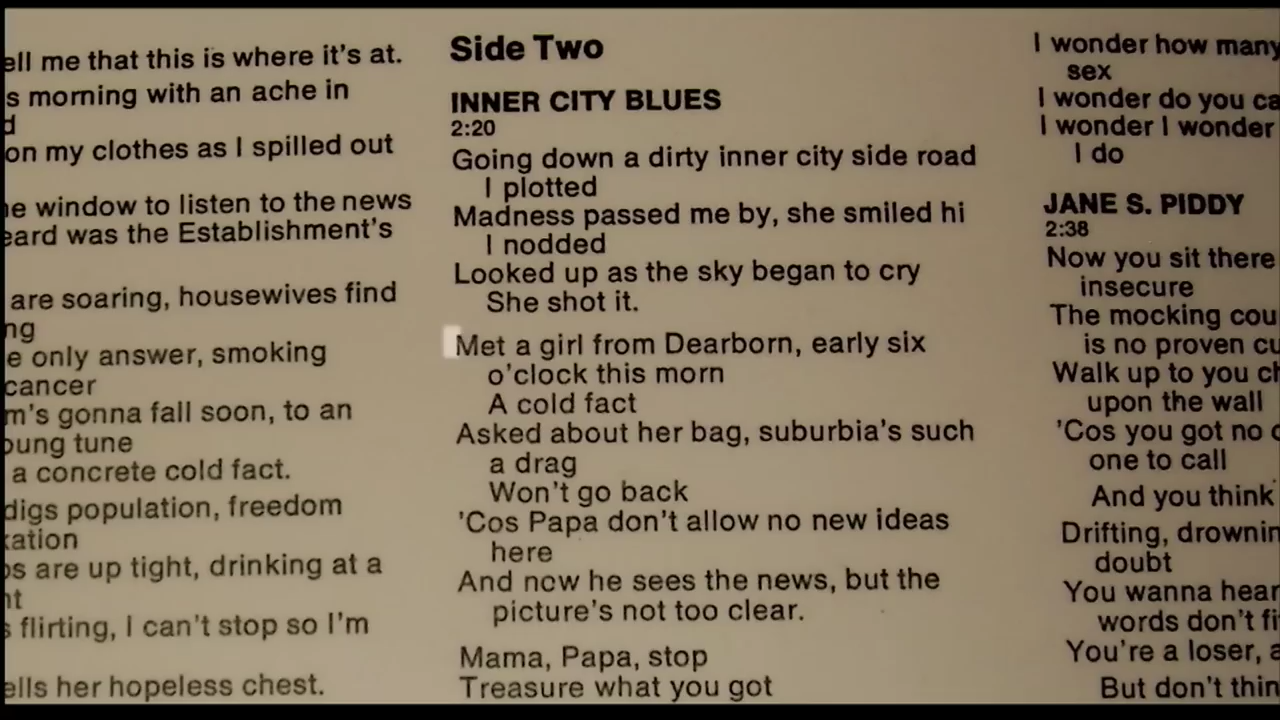 ell me that this is where it's at.
s morning with an ache in
d
on my clothes as I spilled out
e window to listen to the news
eard was the Establishment's
are soaring, housewives find
ng
e only answer, smoking
cancer
m's gonna fall soon, to an
oung tune
a concrete cold fact.
digs population, freedom
ation
s are up tight, drinking at a
nt
s flirting, I can't stop so I'm
ells her hopeless chest.
Side Two
INNER CITY BLUES
2:20
Going down a dirty inner city side road
I plotted
Madness passed me by, she smiled hi
I nodded
Looked up as the sky began to cry
She shot it.
Met a girl from Dearborn, early six
o'clock this morn
A cold fact
Asked about her bag, suburbia's such
a drag
Won't go back
'Cos Papa don't allow no new ideas
here
And now he sees the news, but the
picture's not too clear.
Mama, Papa, stop
Treasure what you got
I wonder how many
sex
I wonder do you ca
I wonder I wonder
I do
JANE S. PIDDY
2:38
Now you sit there
insecure
The mocking cou
is no proven cu
Walk up to you ch
upon the wall
'Cos you got no
one to call
And you think
Drifting, drownin
doubt
You wanna hear
words don't fi
You're a loser, a
But don't thin